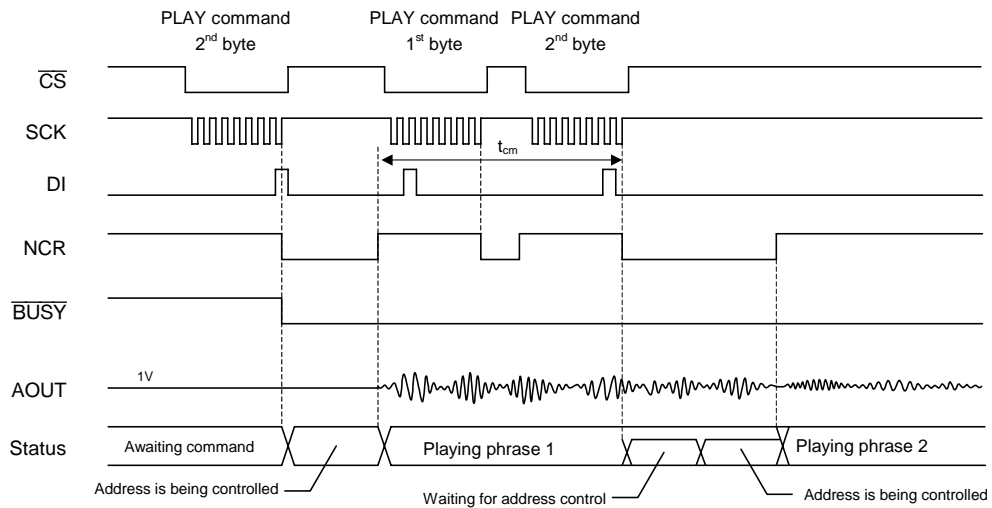 PLAY command
2nd byte
PLAY command
1st byte
PLAY command
2nd byte
CS
SCK
tcm
DI
NCR
BUSY
1V
AOUT
Status
Awaiting command
Playing phrase 1
Playing phrase 2
Address is being controlled
Waiting for address control
Address is being controlled